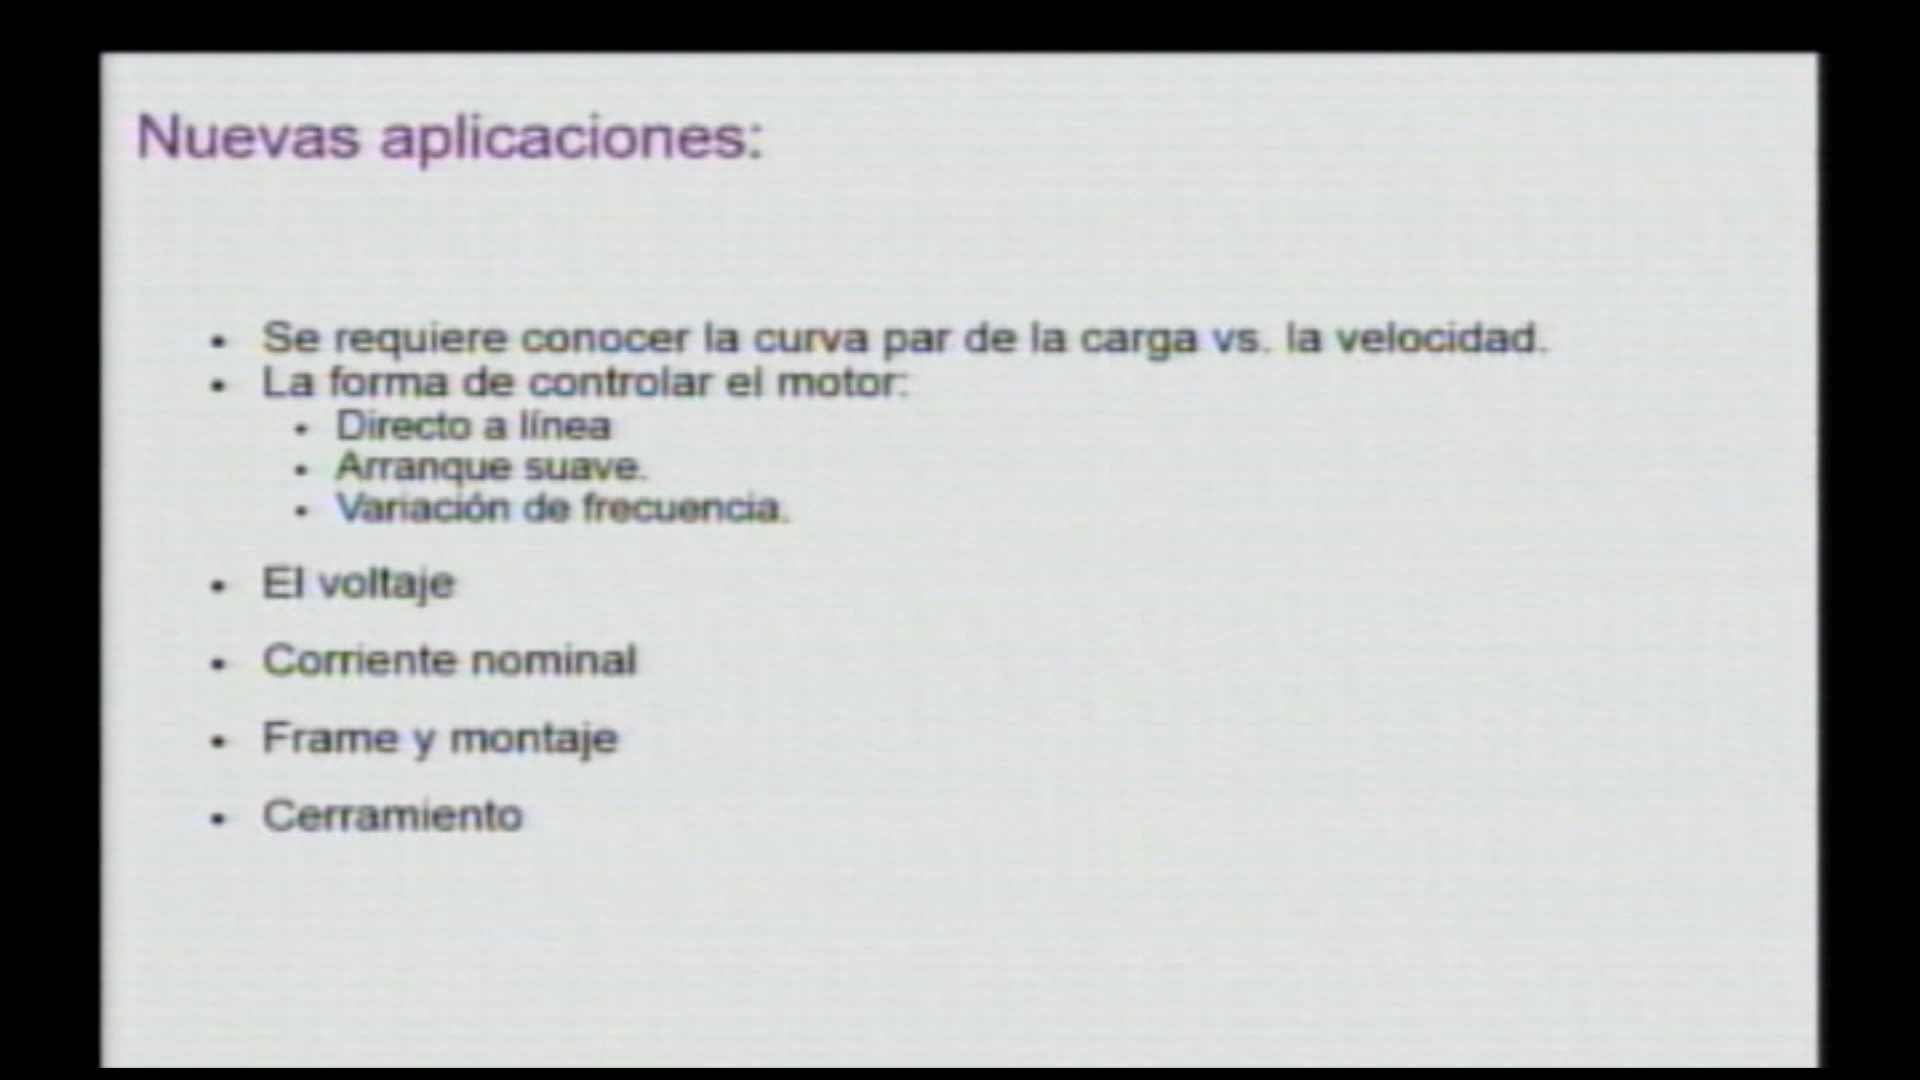 Nuevas aplicaciones:
• Se requiere conocer la curva par de la carga vs. la velocidad.
• La forma de controlar el motor:
• Directo a línea
• Arranque suave.
• Variación de frecuencia.
• El voltaje
• Corriente nominal
• Frame y montaje
• Cerramiento